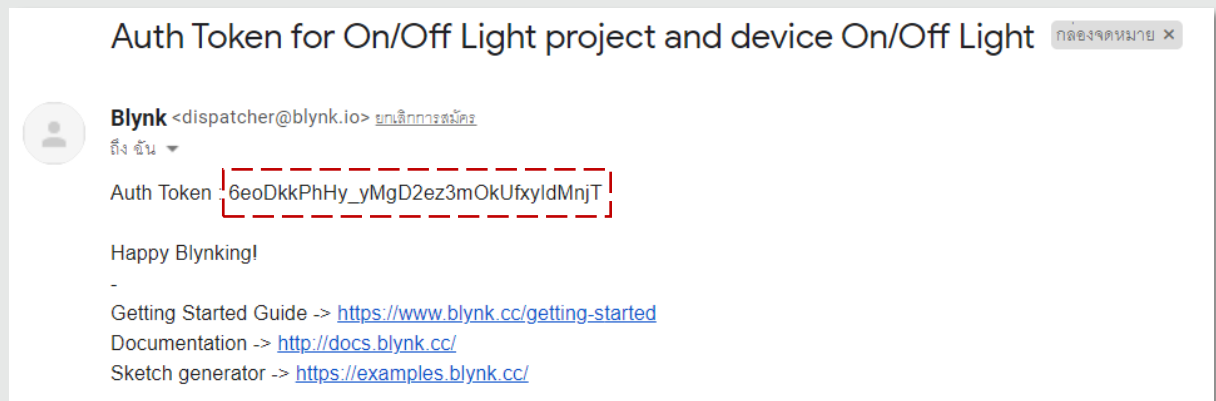 Auth Token for On/Off Light project and device On/Off Light กล่องจดหมาย ×
Blynk <dispatcher@blynk.io> ยกเลิกการสมัคร
ถึง ฉัน
Auth Token : 6eoDkkPhHy_yMgD2ez3mOkUfxyIdMnjT
Happy Blynking!
-
Getting Started Guide -> https://www.blynk.cc/getting-started
Documentation -> http://docs.blynk.cc/
Sketch generator -> https://examples.blynk.cc/